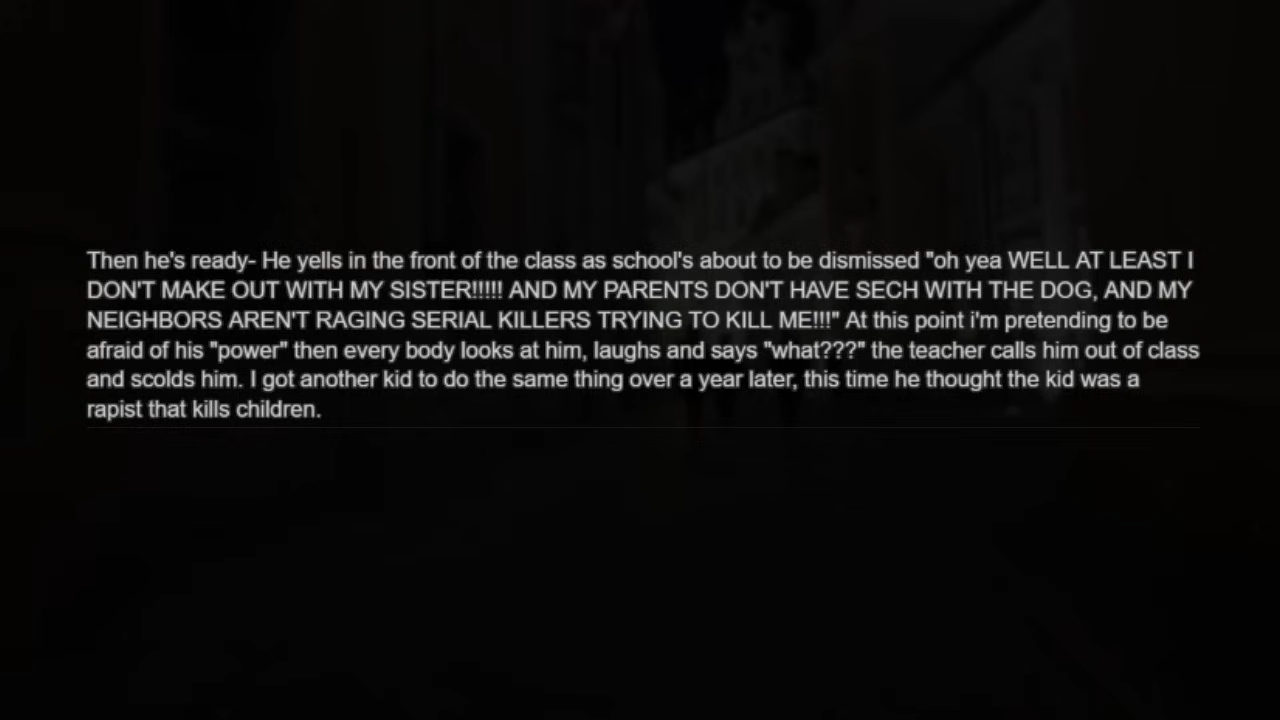 Then he's ready- He yells in the front of the class as school's about to be dismissed "oh yea WELL AT LEAST I
DON'T MAKE OUT WITH MY SISTER!!!!! AND MY PARENTS DON'T HAVE SECH WITH THE DOG, AND MY
NEIGHBORS AREN'T RAGING SERIAL KILLERS TRYING TO KILL ME!!!" At this point i'm pretending to be
afraid of his "power" then every body looks at him, laughs and says "what???" the teacher calls him out of class
and scolds him. I got another kid to do the same thing over a year later, this time he thought the kid was a
rapist that kills children.